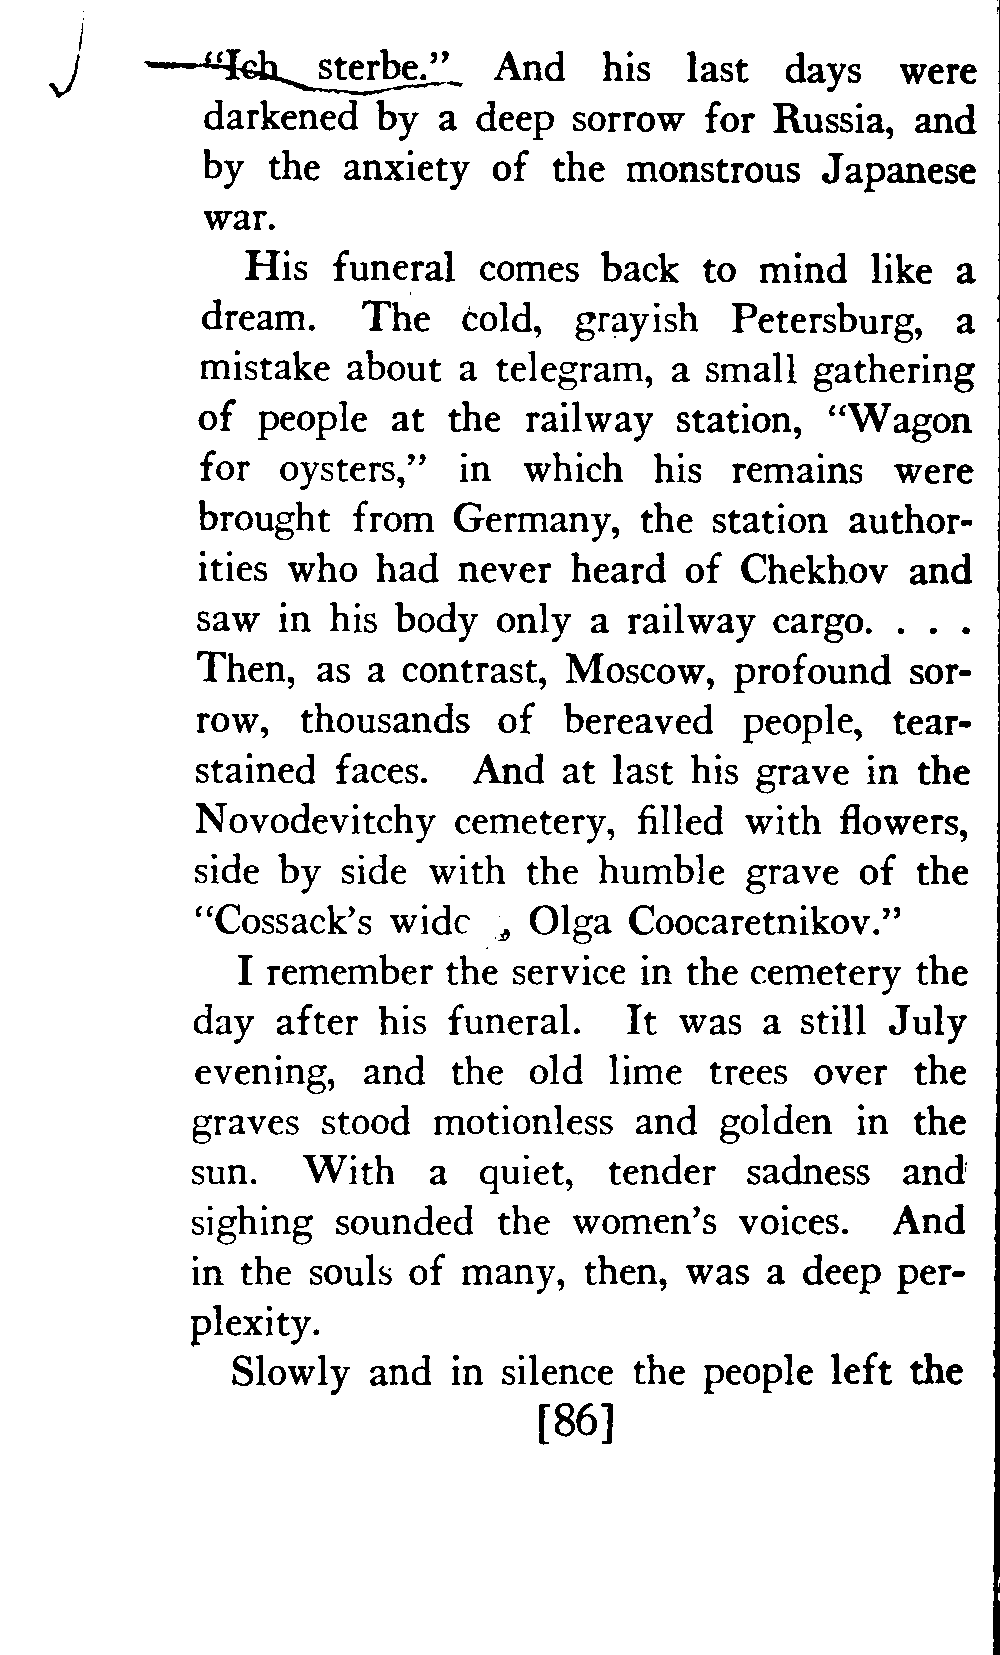 "Ich sterbe." And his last days were
darkened by a deep sorrow for Russia, and
by the anxiety of the monstrous Japanese
war.
His funeral comes back to mind like a
dream. The cold, grayish Petersburg, a
mistake about a telegram, a small gathering
of people at the railway station, "Wagon
for oysters," in which his remains were
brought from Germany, the station author-
ities who had never heard of Chekhov and
saw in his body only a railway cargo. . . .
Then, as a contrast, Moscow, profound sor-
row, thousands of bereaved people, tear-
stained faces. And at last his grave in the
Novodevitchy cemetery, filled with flowers,
side by side with the humble grave of the
"Cossack's , Olga Coocaretnikov."
I remember the service in the cemetery the
day after his funeral. It was a still July
evening, and the old lime trees over the
graves stood motionless and golden in the
sun. With a quiet, tender sadness and
sighing sounded the women's voices. And
in the souls of many, then, was a deep per-
plexity.
Slowly and in silence the people left the
[86]